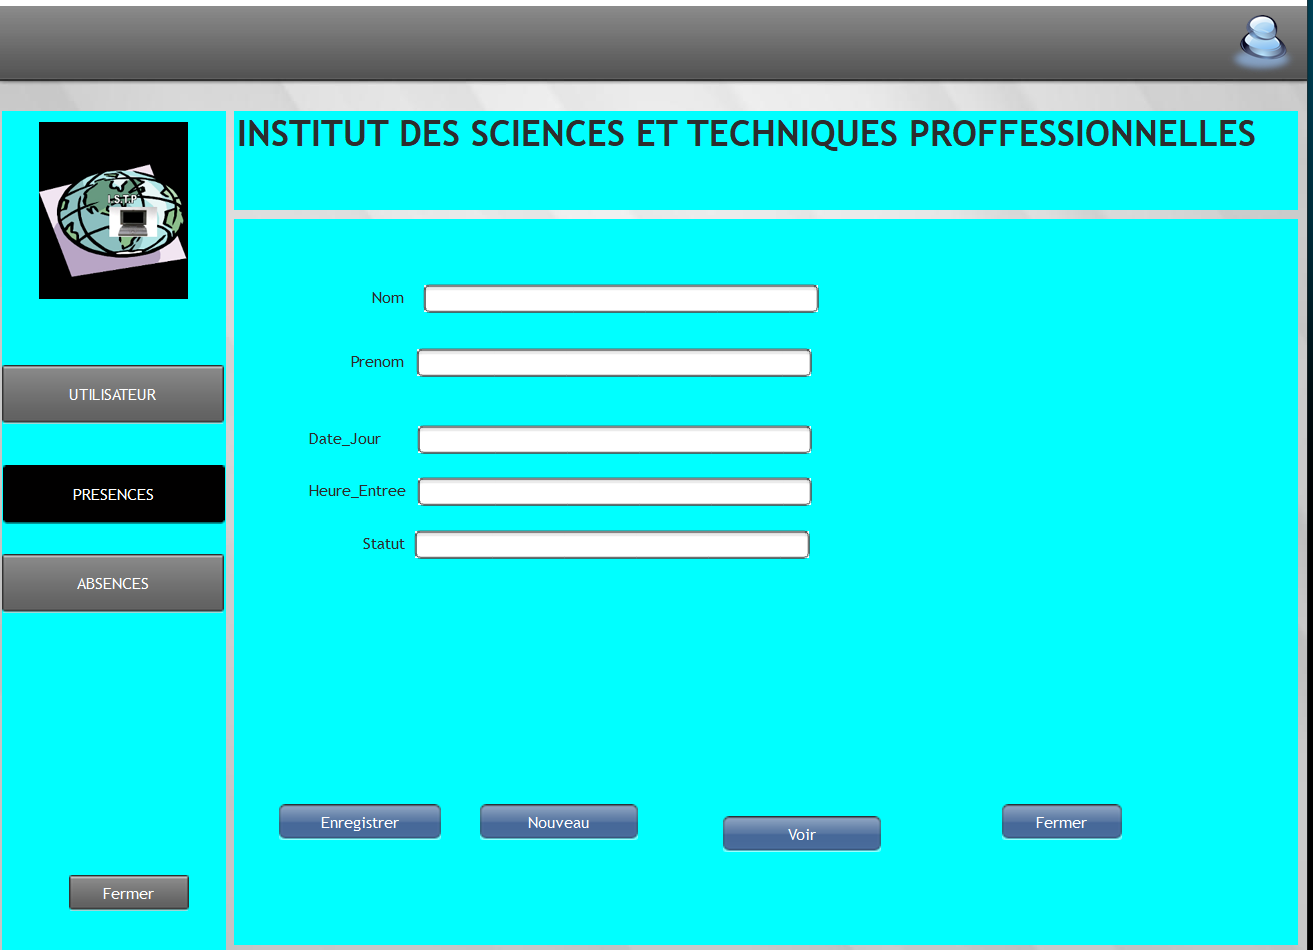 INSTITUT DES SCIENCES ET TECHNIQUES PROFFESSIONNELLES
I.S.T.P
Nom
Prenom
UTILISATEUR
Date_Jour
PRESENCES
Heure_Entree
Statut
ABSENCES
Enregistrer
Nouveau
Voir
Fermer
Fermer